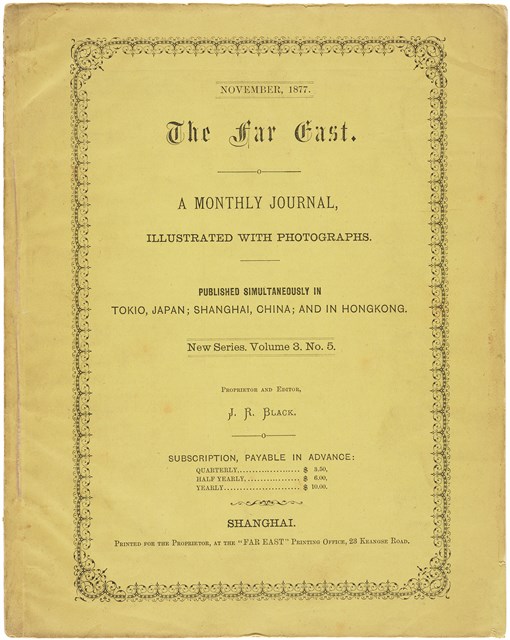 NOVEMBER, 1877.
The Far East.
A MONTHLY JOURNAL,
ILLUSTRATED WITH PHOTOGRAPHS.
PUBLISHED SIMULTANEOUSLY IN
TOKIO, JAPAN; SHANGHAI, CHINA; AND IN HONGKONG.
New Series. Volume 3. No. 5.
PROPRIETOR AND EDITOR,
J. R. BLACK.
SUBSCRIPTION, PAYABLE IN ADVANCE:
QUARTERLY..................... $ 3.50,
HALF YEARLY.................. $ 6.00,
YEARLY......................... $ 10.00.
SHANGHAI.
PRINTED FOR THE PROPRIETOR, AT THE "FAR EAST" PRINTING OFFICE, 23 KEANGSE ROAD.